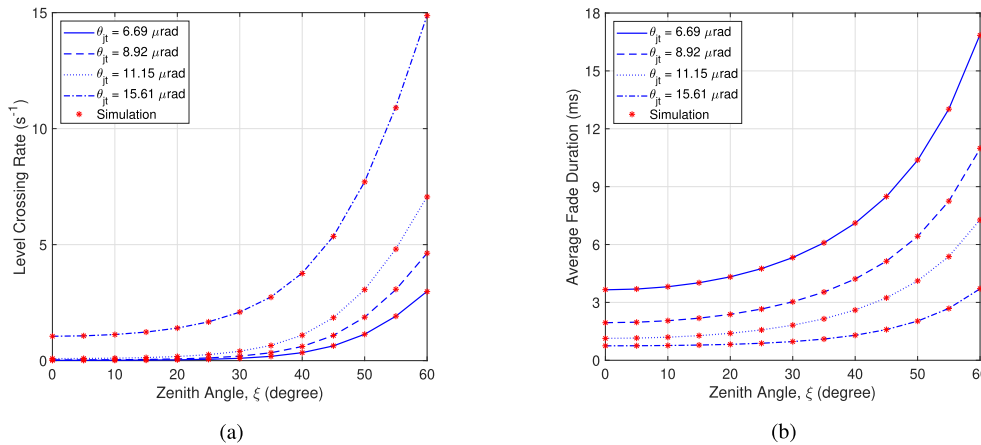 15
10
5
0
Level Crossing Rate (s⁻¹)
θjt = 6.69 μrad
θjt = 8.92 μrad
θjt = 11.15 μrad
θjt = 15.61 μrad
Simulation
0 10 20 30 40 50 60
Zenith Angle, ξ (degree)
(a)
18
15
12
9
6
3
0
Average Fade Duration (ms)
θjt = 6.69 μrad
θjt = 8.92 μrad
θjt = 11.15 μrad
θjt = 15.61 μrad
Simulation
0 10 20 30 40 50 60
Zenith Angle, ξ (degree)
(b)